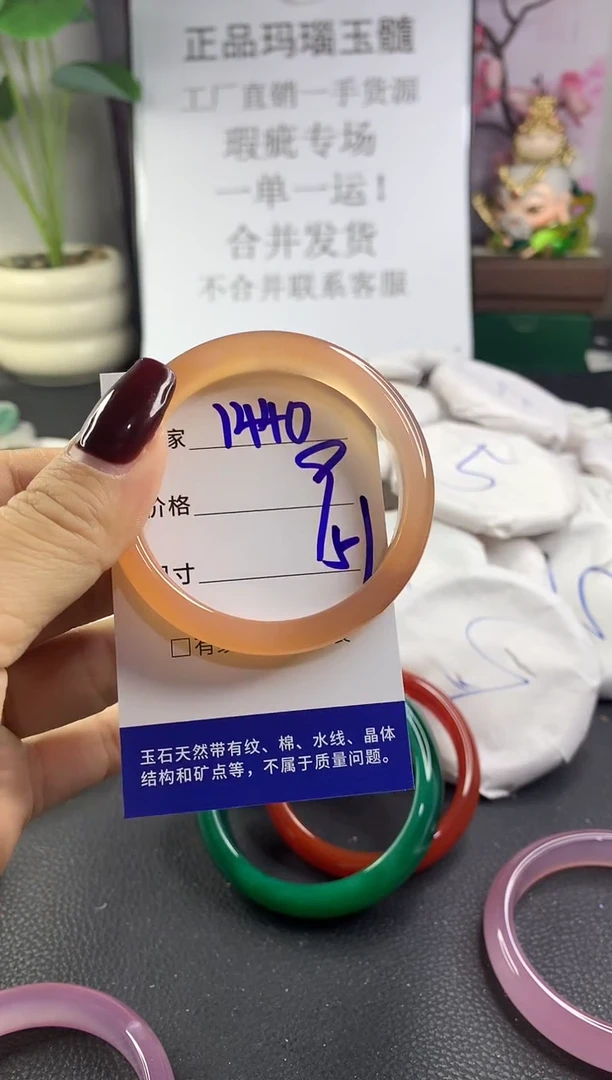 正品玛瑙玉髓
工厂直销一手货源
瑕疵专场
一单一运!
合并发货
不合并联系客服
家 1440
价格
寸
51
□有
玉石天然带有纹、棉、水线、晶体
结构和矿点等，不属于质量问题。
5